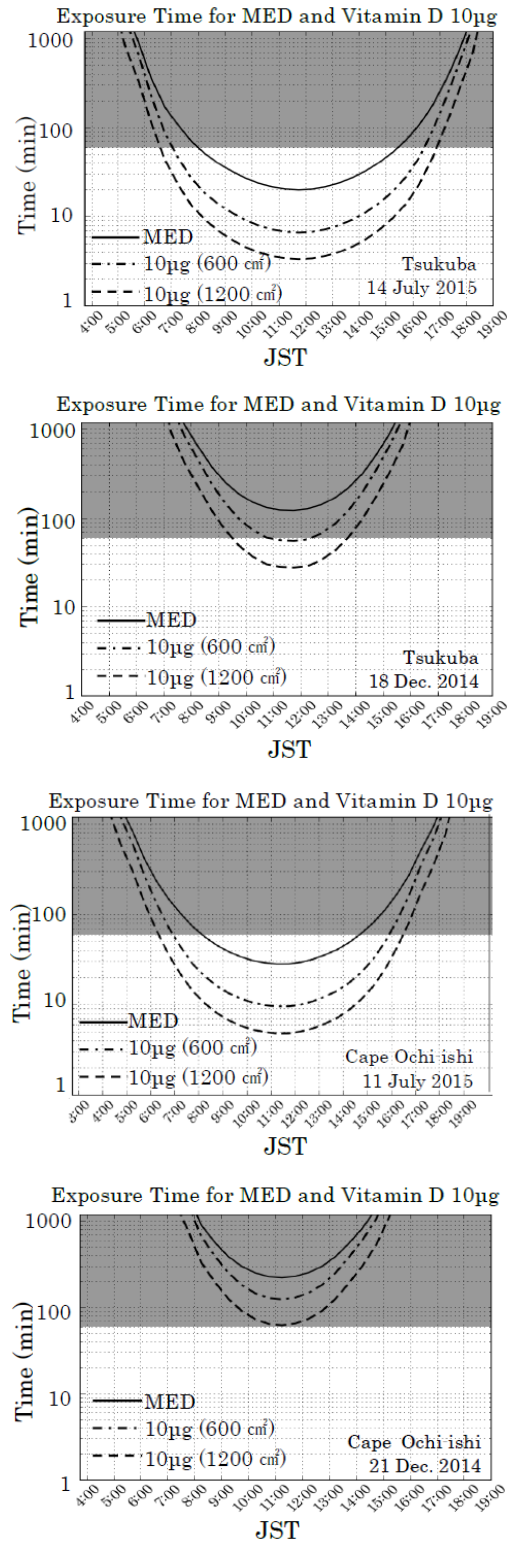 Exposure Time for MED and Vitamin D 10μg
1000
100
10
1
Time (min)
MED
10μg (600 ㎠)
10μg (1200 ㎠)
Tsukuba
14 July 2015
4:00 5:00 6:00 7:00 8:00 9:00 10:00 11:00 12:00 13:00 14:00 15:00 16:00 17:00 18:00 19:00
JST
Exposure Time for MED and Vitamin D 10μg
1000
100
10
1
Time (min)
MED
10μg (600 ㎠)
10μg (1200 ㎠)
Tsukuba
18 Dec. 2014
4:00 5:00 6:00 7:00 8:00 9:00 10:00 11:00 12:00 13:00 14:00 15:00 16:00 17:00 18:00 19:00
JST
Exposure Time for MED and Vitamin D 10μg
1000
100
10
1
Time (min)
MED
10μg (600 ㎠)
10μg (1200 ㎠)
Cape Ochi ishi
11 July 2015
3:00 4:00 5:00 6:00 7:00 8:00 9:00 10:00 11:00 12:00 13:00 14:00 15:00 16:00 17:00 18:00 19:00
JST
Exposure Time for MED and Vitamin D 10μg
1000
100
10
1
Time (min)
MED
10μg (600 ㎠)
10μg (1200 ㎠)
Cape Ochi ishi
21 Dec. 2014
4:00 5:00 6:00 7:00 8:00 9:00 10:00 11:00 12:00 13:00 14:00 15:00 16:00 17:00 18:00 19:00
JST